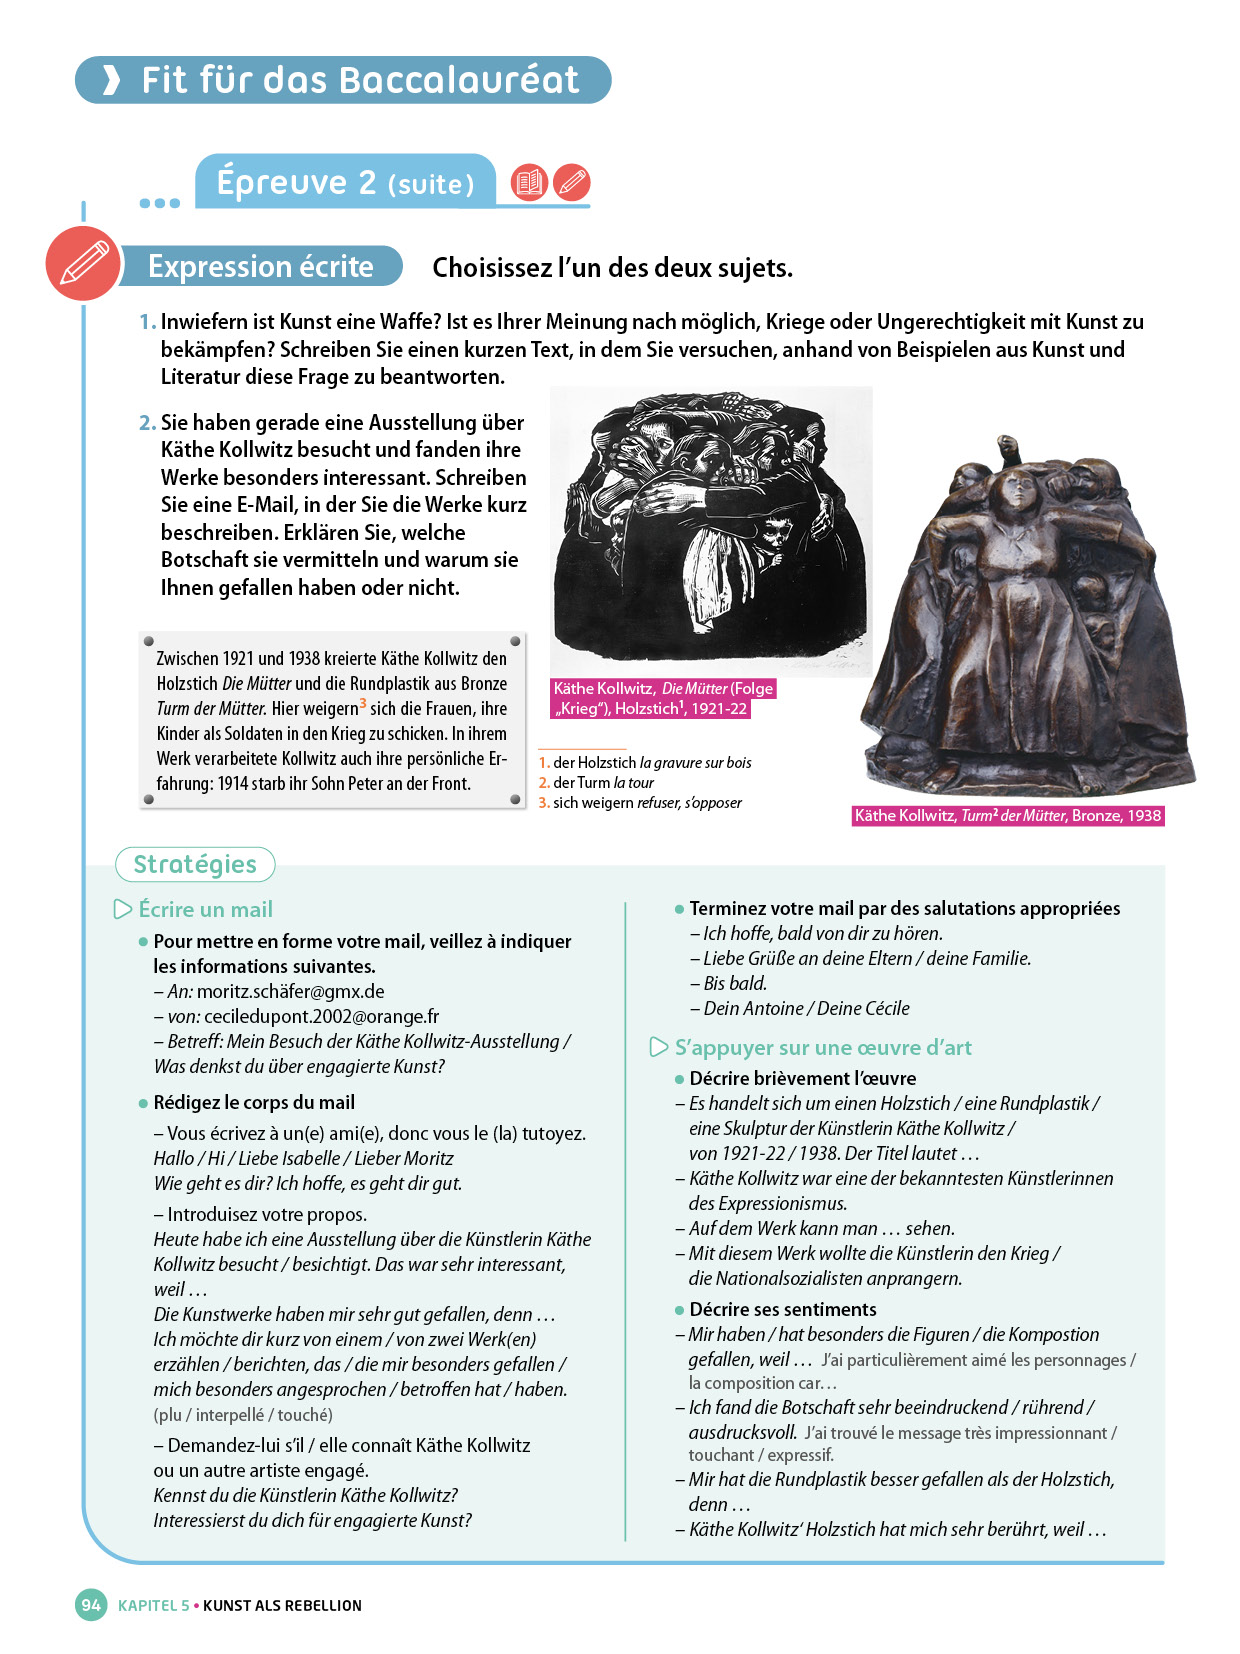 Fit für das Baccalauréat
... Épreuve 2 (suite)
Expression écrite
Choisissez l'un des deux sujets.
1. Inwiefern ist Kunst eine Waffe? Ist es Ihrer Meinung nach möglich, Kriege oder Ungerechtigkeit mit Kunst zu
bekämpfen? Schreiben Sie einen kurzen Text, in dem Sie versuchen, anhand von Beispielen aus Kunst und
Literatur diese Frage zu beantworten.
2. Sie haben gerade eine Ausstellung über
Käthe Kollwitz besucht und fanden ihre
Werke besonders interessant. Schreiben
Sie eine E-Mail, in der Sie die Werke kurz
beschreiben. Erklären Sie, welche
Botschaft sie vermitteln und warum sie
Ihnen gefallen haben oder nicht.
Zwischen 1921 und 1938 kreierte Käthe Kollwitz den
Holzstich Die Mütter und die Rundplastik aus Bronze
Turm der Mütter. Hier weigern³ sich die Frauen, ihre
Kinder als Soldaten in den Krieg zu schicken. In ihrem
Werk verarbeitete Kollwitz auch ihre persönliche Er-
fahrung: 1914 starb ihr Sohn Peter an der Front.
Käthe Kollwitz, Die Mütter (Folge
„Krieg“), Holzstich¹, 1921-22
1. der Holzstich la gravure sur bois
2. der Turm la tour
3. sich weigern refuser, s'opposer
Käthe Kollwitz, Turm² der Mütter, Bronze, 1938
Stratégies
Écrire un mail
• Pour mettre en forme votre mail, veillez à indiquer
les informations suivantes.
– An: moritz.schäfer@gmx.de
– von: ceciledupont.2002@orange.fr
– Betreff: Mein Besuch der Käthe Kollwitz-Ausstellung /
Was denkst du über engagierte Kunst?
• Rédigez le corps du mail
– Vous écrivez à un(e) ami(e), donc vous le (la) tutoyez.
Hallo / Hi / Liebe Isabelle / Lieber Moritz
Wie geht es dir? Ich hoffe, es geht dir gut.
– Introduisez votre propos.
Heute habe ich eine Ausstellung über die Künstlerin Käthe
Kollwitz besucht / besichtigt. Das war sehr interessant,
weil …
Die Kunstwerke haben mir sehr gut gefallen, denn …
Ich möchte dir kurz von einem / von zwei Werk(en)
erzählen / berichten, das / die mir besonders gefallen /
mich besonders angesprochen / betroffen hat / haben.
(plu / interpellé / touché)
– Demandez-lui s'il / elle connaît Käthe Kollwitz
ou un autre artiste engagé.
Kennst du die Künstlerin Käthe Kollwitz?
Interessierst du dich für engagierte Kunst?
• Terminez votre mail par des salutations appropriées
– Ich hoffe, bald von dir zu hören.
– Liebe Grüße an deine Eltern / deine Familie.
– Bis bald.
– Dein Antoine / Deine Cécile
S'appuyer sur une œuvre d'art
• Décrire brièvement l'œuvre
– Es handelt sich um einen Holzstich / eine Rundplastik /
eine Skulptur der Künstlerin Käthe Kollwitz /
von 1921-22 / 1938. Der Titel lautet …
– Käthe Kollwitz war eine der bekanntesten Künstlerinnen
des Expressionismus.
– Auf dem Werk kann man … sehen.
– Mit diesem Werk wollte die Künstlerin den Krieg /
die Nationalsozialisten anprangern.
• Décrire ses sentiments
– Mir haben / hat besonders die Figuren / die Kompostion
gefallen, weil … J'ai particulièrement aimé les personnages /
la composition car…
– Ich fand die Botschaft sehr beeindruckend / rührend /
ausdrucksvoll. J'ai trouvé le message très impressionnant /
touchant / expressif.
– Mir hat die Rundplastik besser gefallen als der Holzstich,
denn …
– Käthe Kollwitz' Holzstich hat mich sehr berührt, weil …
94 KAPITEL 5 • KUNST ALS REBELLION